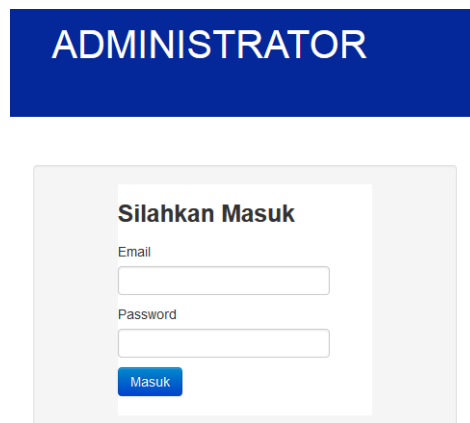 ADMINISTRATOR
Silahkan Masuk
Email
Password
Masuk